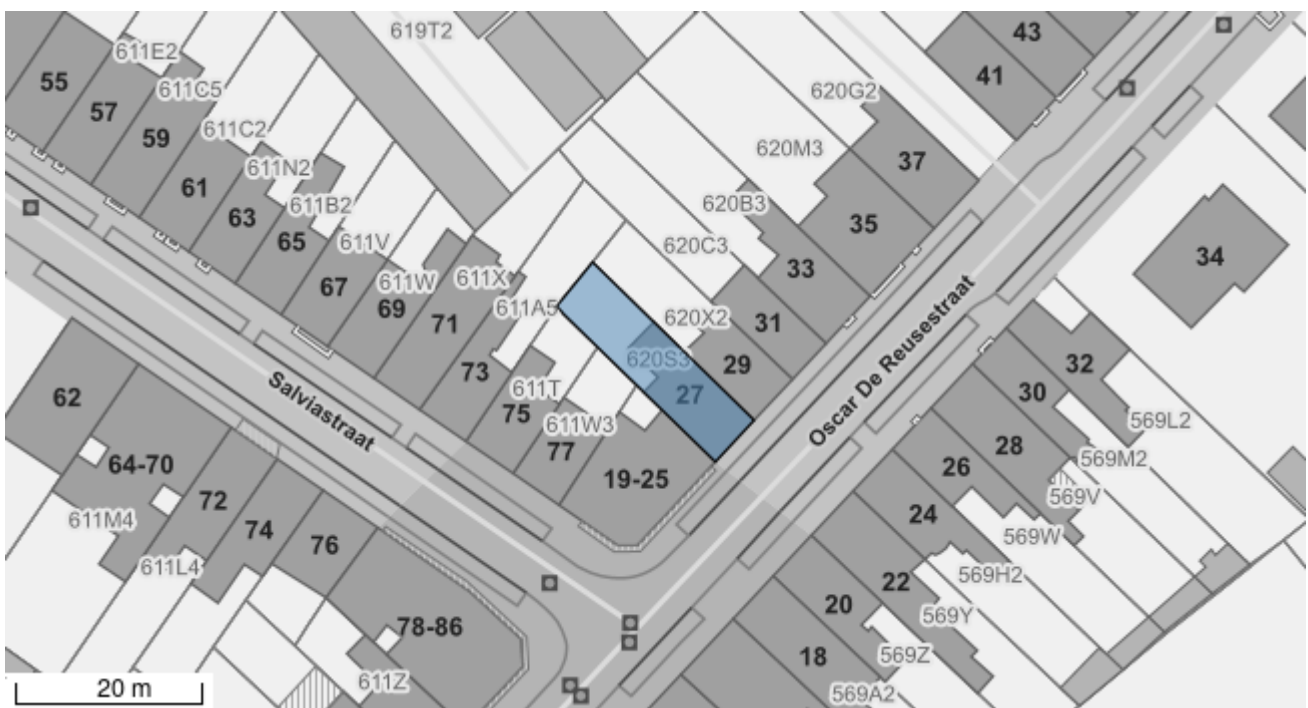 619T2
43
611E2
55
41
611C5
57
620G2
59
611C2
620M3
37
611N2
61
620B3
611B2
63
35
65
611V
620C3
34
33
67
611W
611X
69
611A5
620X2
31
71
Oscar De Reusestraat
32
620S3
29
73
611T
30
62
27
Salviastraat
75
611W3
569L2
28
77
569M2
64-70
26
19-25
569V
72
24
611M4
74
569W
76
611L4
569H2
22
20
569Y
78-86
569Z
18
611Z
569A2
20 m